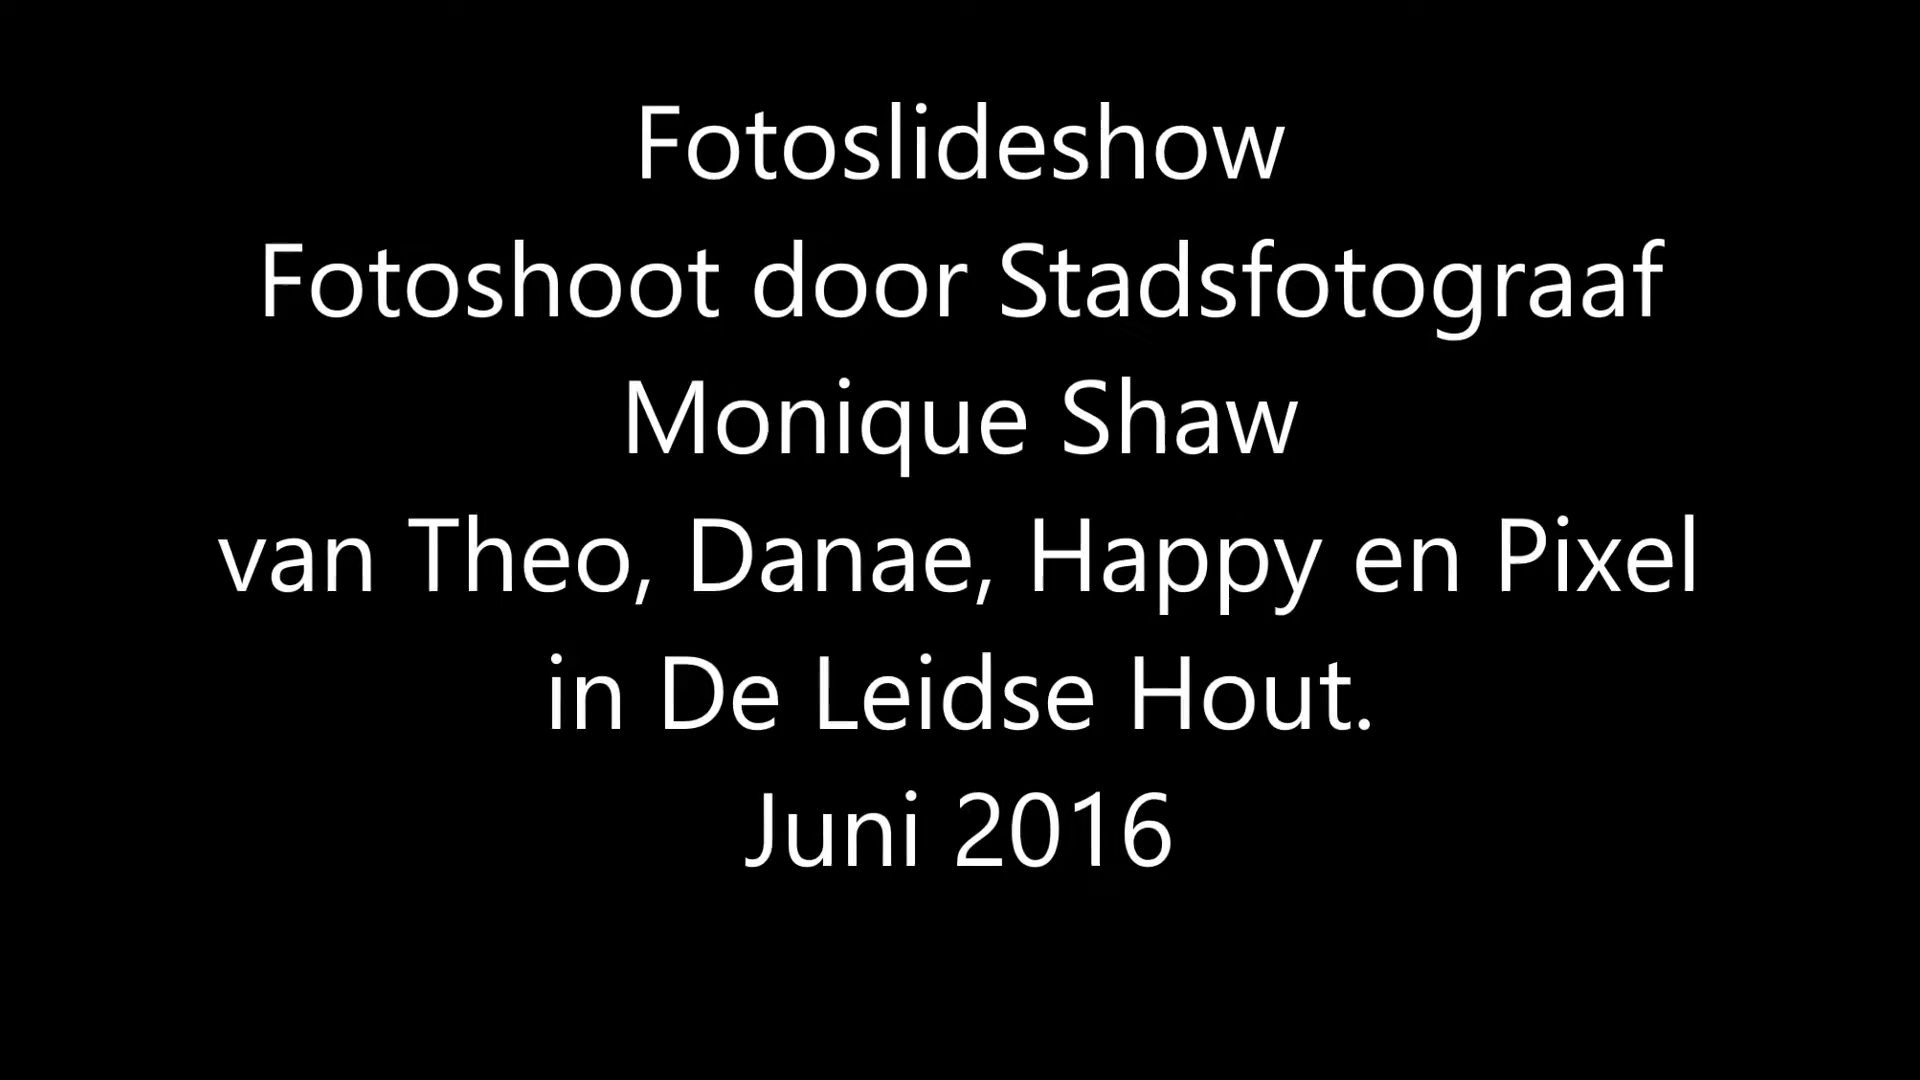 Fotoslideshow
Fotoshoot door Stadsfotograaf
Monique Shaw
van Theo, Danae, Happy en Pixel
in De Leidse Hout.
Juni 2016